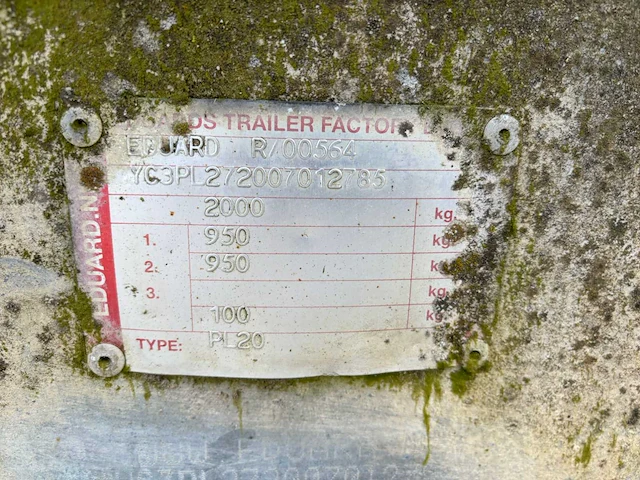 TRAILER FACTORY
EDUARD R/00564
YC3PL272007012785
2000 kg.
1. 950 kg.
2. 950 kg.
3. kg.
100 kg.
TYPE: PL20
EDUARD.N